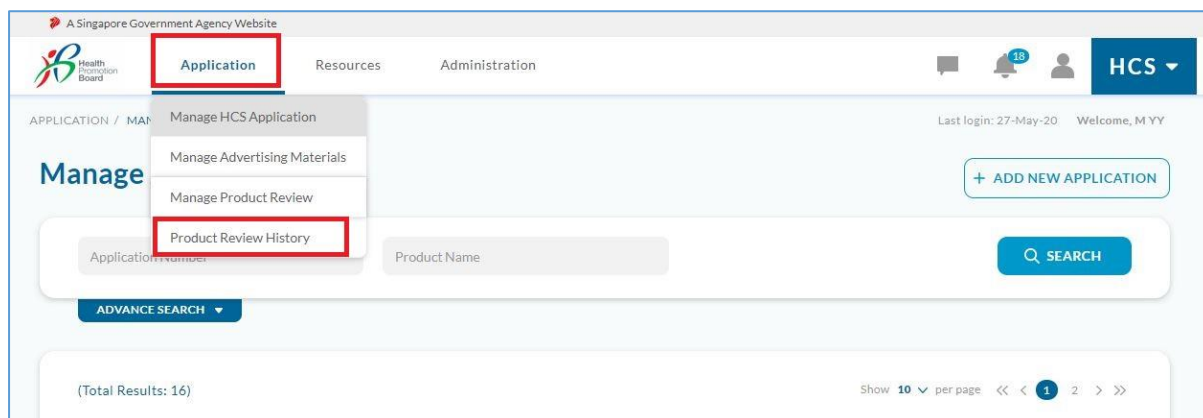 A Singapore Government Agency Website
Health
Promotion
Board
Application Resources Administration 18 HCS
APPLICATION / MAN Last login: 27-May-20 Welcome, M YY
Manage HCS Application
Manage Advertising Materials
Manage Product Review
Product Review History
Manage + ADD NEW APPLICATION
Application Number Product Name SEARCH
ADVANCE SEARCH
(Total Results: 16) Show 10 per page << < 1 2 > >>